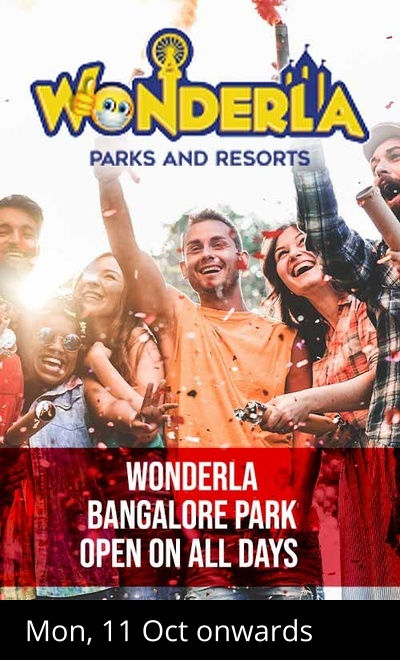 WONDERLA
PARKS AND RESORTS
WONDERLA
BANGALORE PARK
OPEN ON ALL DAYS
Mon, 11 Oct onwards